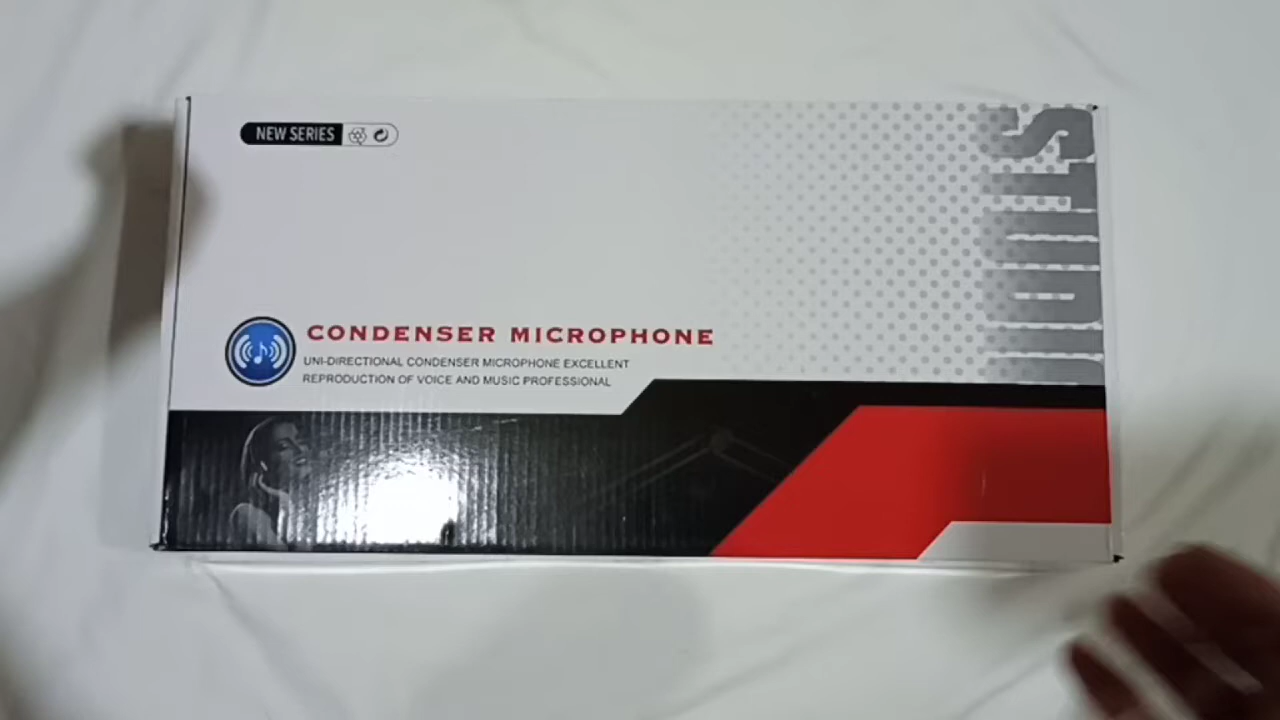 NEW SERIES
STUDIO
CONDENSER MICROPHONE
UNI-DIRECTIONAL CONDENSER MICROPHONE EXCELLENT
REPRODUCTION OF VOICE AND MUSIC PROFESSIONAL